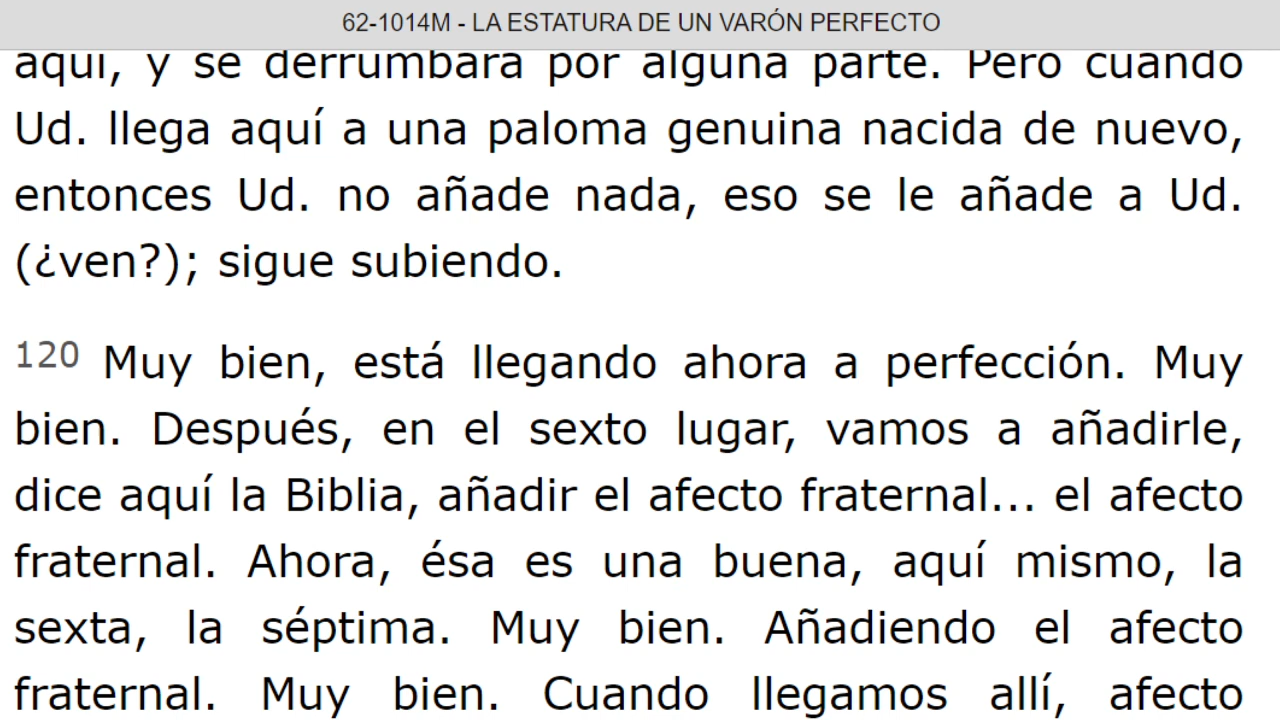 62-1014M - LA ESTATURA DE UN VARÓN PERFECTO
aquí, y se derrumbará por alguna parte. Pero cuando
Ud. llega aquí a una paloma genuina nacida de nuevo,
entonces Ud. no añade nada, eso se le añade a Ud.
(¿ven?); sigue subiendo.
120 Muy bien, está llegando ahora a perfección. Muy
bien. Después, en el sexto lugar, vamos a añadirle,
dice aquí la Biblia, añadir el afecto fraternal... el afecto
fraternal. Ahora, ésa es una buena, aquí mismo, la
sexta, la séptima. Muy bien. Añadiendo el afecto
fraternal. Muy bien. Cuando llegamos allí, afecto